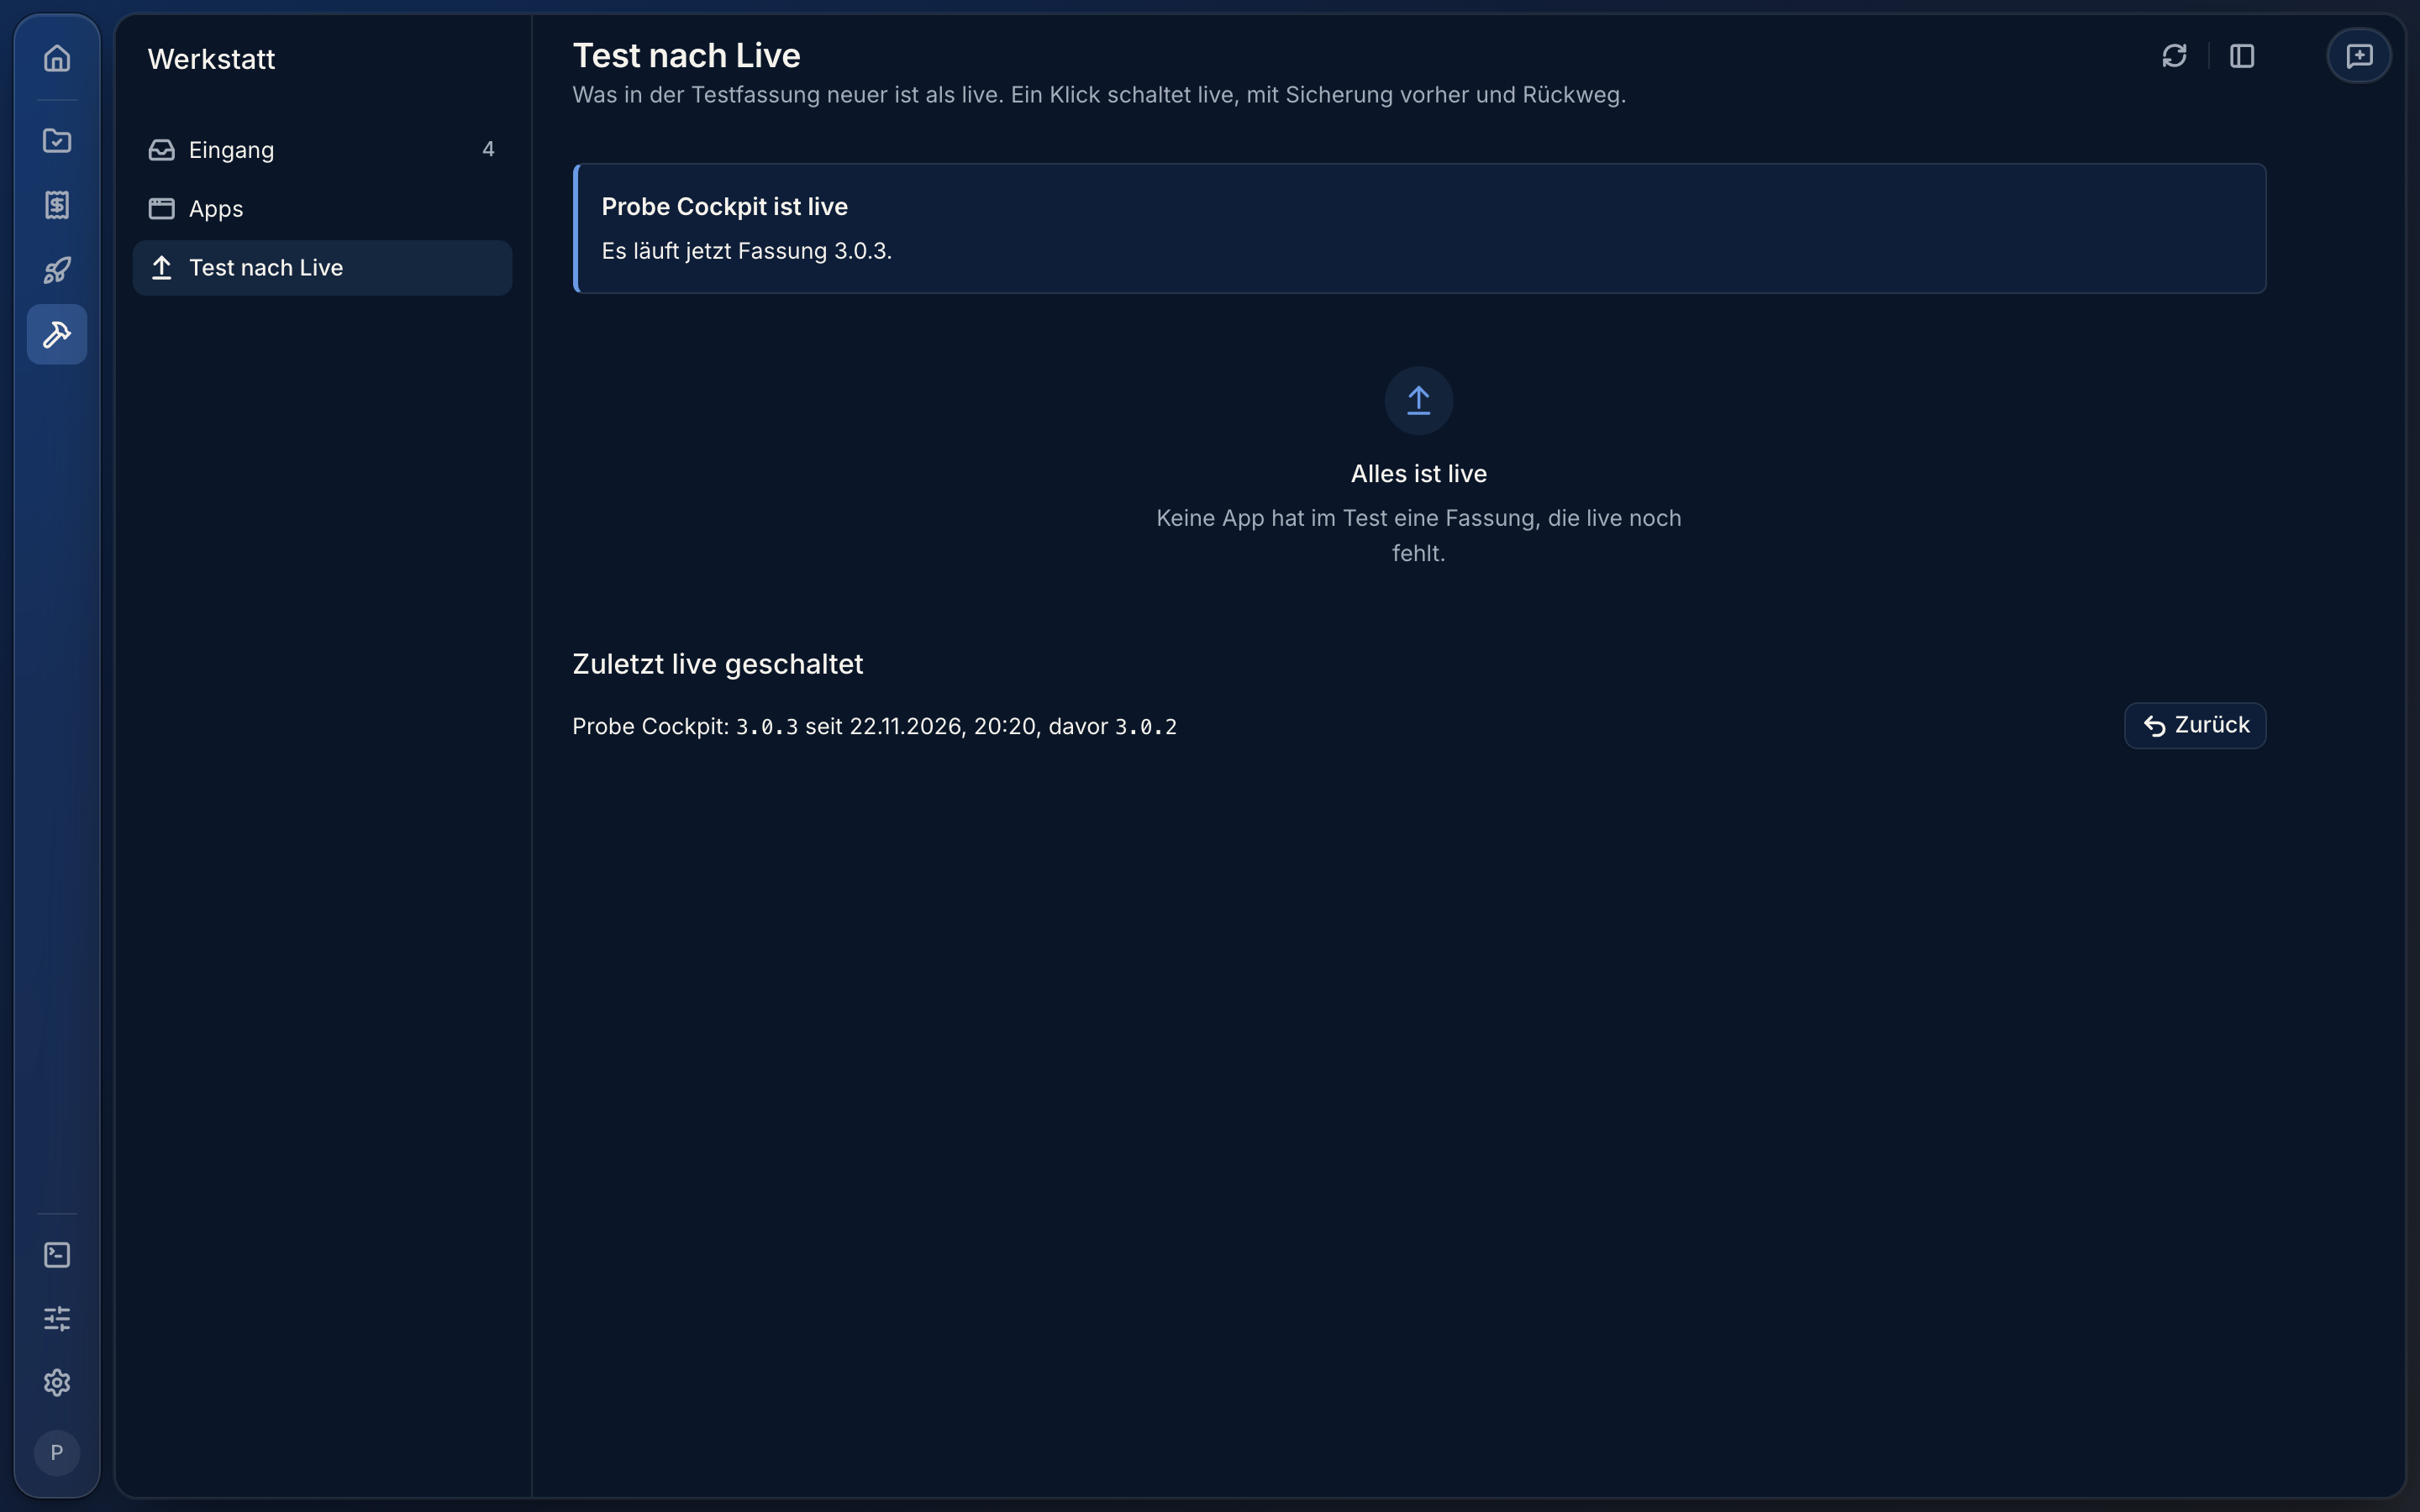 Werkstatt
Eingang 4
Apps
Test nach Live
Test nach Live
Was in der Testfassung neuer ist als live. Ein Klick schaltet live, mit Sicherung vorher und Rückweg.
Probe Cockpit ist live
Es läuft jetzt Fassung 3.0.3.
Alles ist live
Keine App hat im Test eine Fassung, die live noch
fehlt.
Zuletzt live geschaltet
Probe Cockpit: 3.0.3 seit 22.11.2026, 20:20, davor 3.0.2
Zurück
P